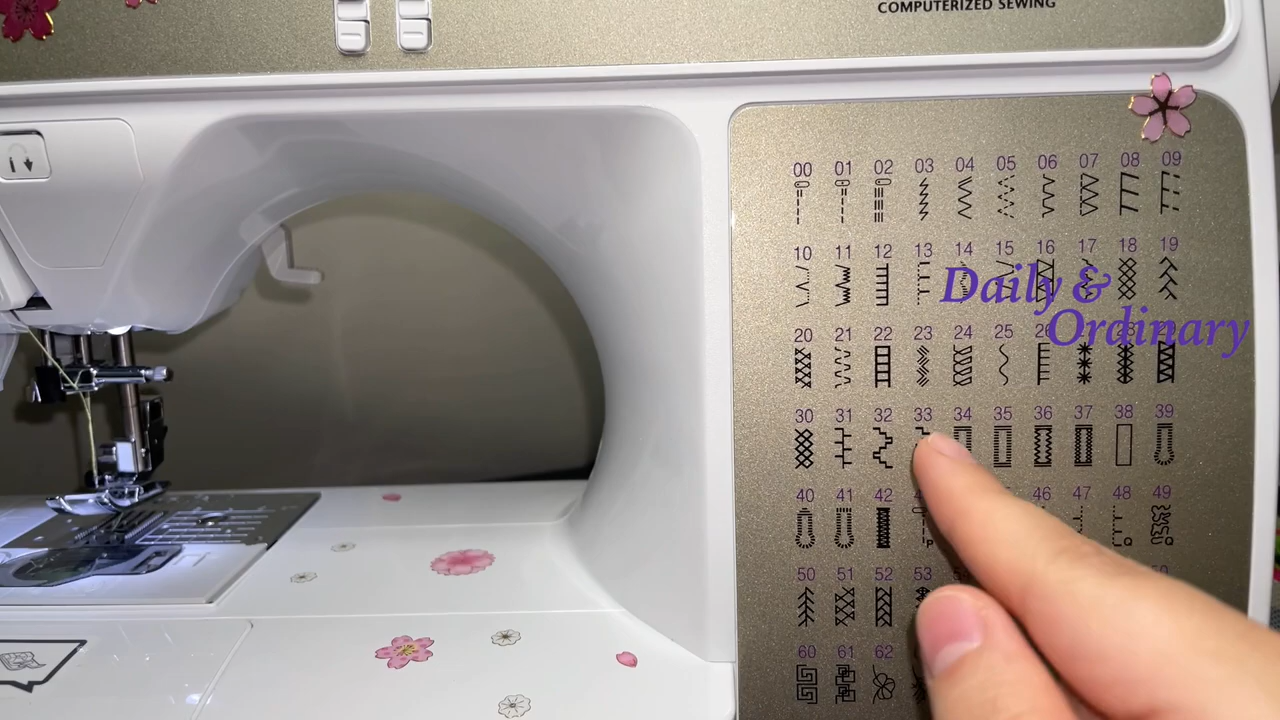 COMPUTERIZED SEWING
00 01 02 03 04 05 06 07 08 09
10 11 12 13 14 15 16 17 18 19
Daily &
Ordinary
20 21 22 23 24 25
30 31 32 33 34 35 36 37 38 39
40 41 42 46 47 48 49
P Q Q
50 51 52 53
60 61 62